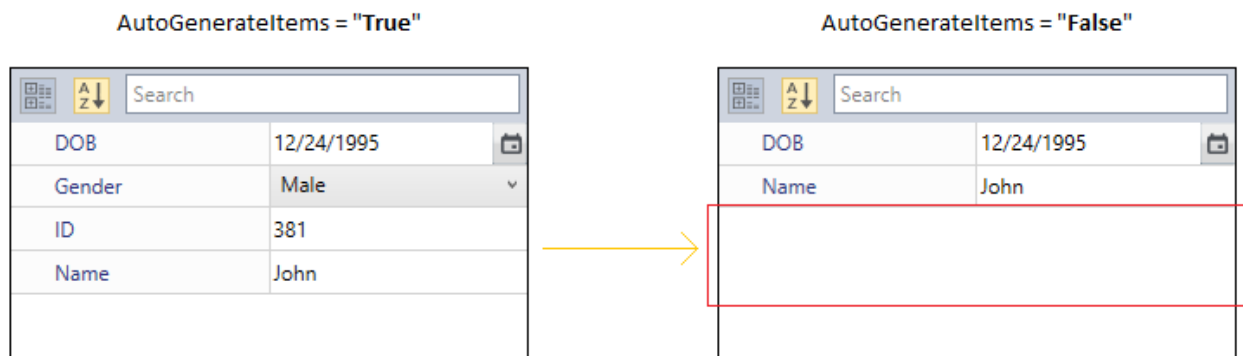 AutoGenerateItems = "True"
A Z Search
DOB 12/24/1995
Gender Male
ID 381
Name John
AutoGenerateItems = "False"
A Z Search
DOB 12/24/1995
Name John